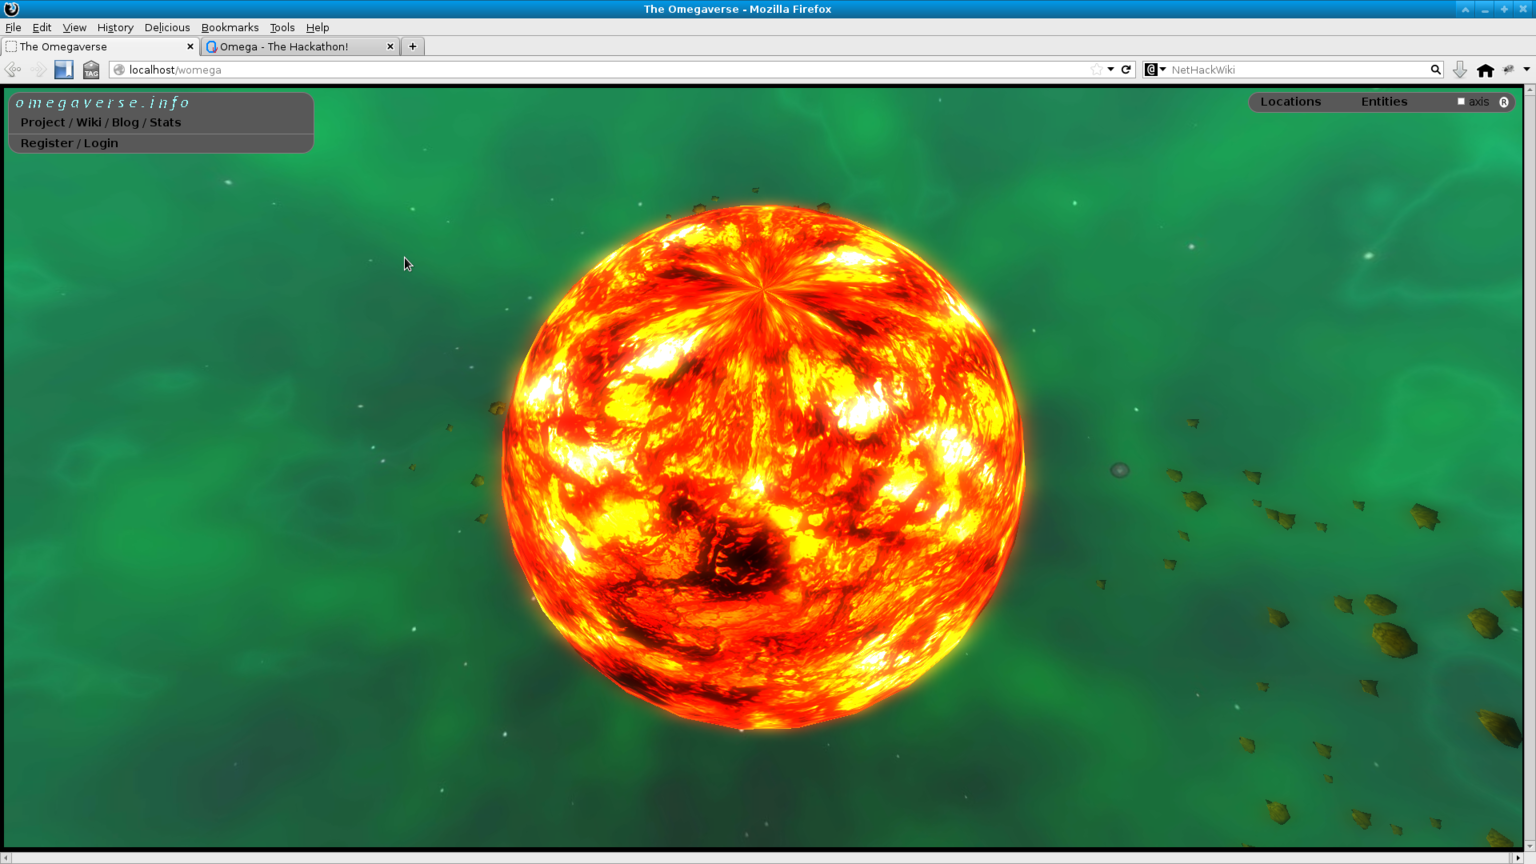 The Omegaverse - Mozilla Firefox
File Edit View History Delicious Bookmarks Tools Help
The Omegaverse Omega - The Hackathon!
TAG localhost/womega NetHackWiki
omegaverse.info
Project / Wiki / Blog / Stats
Register / Login
Locations Entities axis R